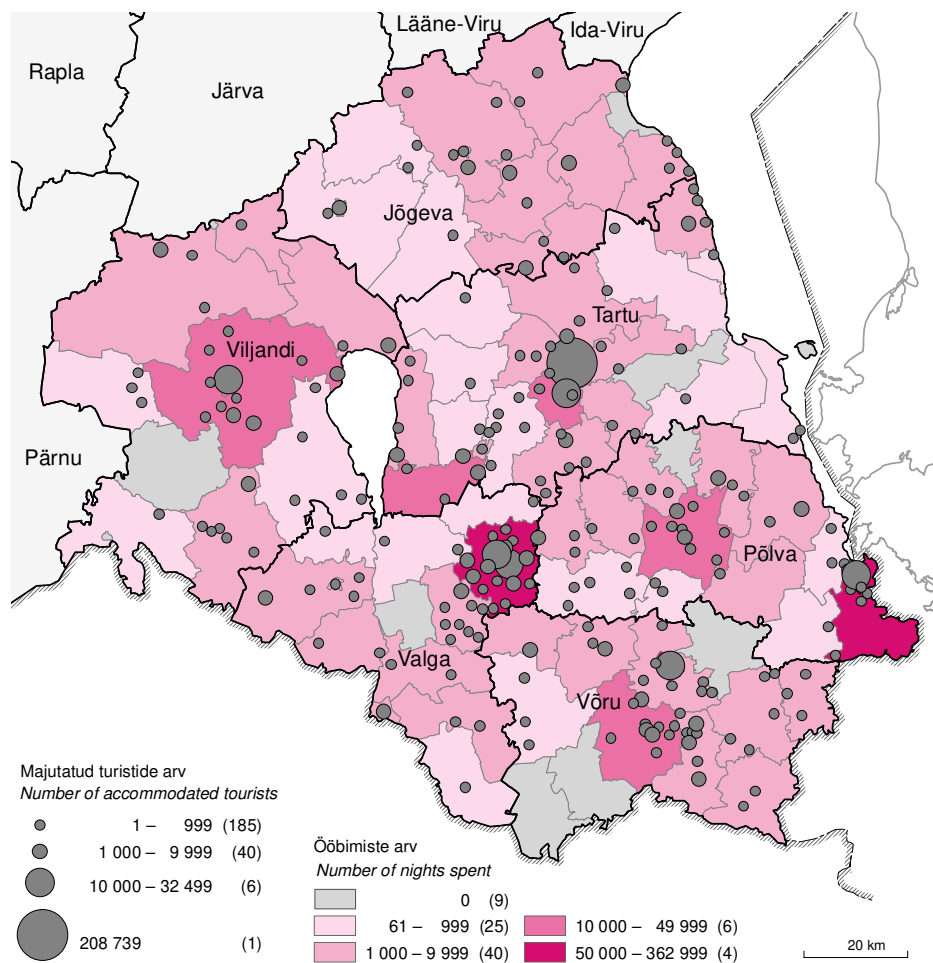 Lääne-Viru
Ida-Viru
Rapla
Järva
Jõgeva
Tartu
Viljandi
Pärnu
Põlva
Valga
Võru
Majutatud turistide arv
Number of accommodated tourists
1 – 999 (185)
1 000 – 9 999 (40)
10 000 – 32 499 (6)
208 739 (1)
Ööbimiste arv
Number of nights spent
0 (9)
61 – 999 (25)
1 000 – 9 999 (40)
10 000 – 49 999 (6)
50 000 – 362 999 (4)
20 km